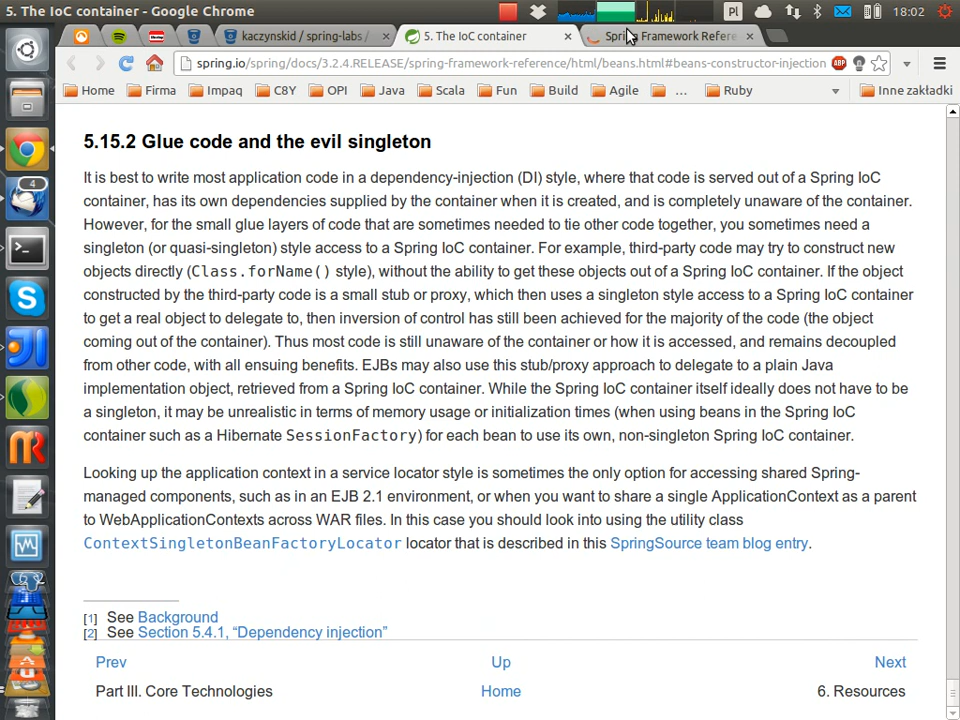 5. The IoC container - Google Chrome
Pl
18:02
kaczynskid / spring-labs /
5. The IoC container
Spring Framework Refere
spring.io/spring/docs/3.2.4.RELEASE/spring-framework-reference/html/beans.html#beans-constructor-injection
ABP
Home Firma Impaq C8Y OPI Java Scala Fun Build Agile ... Ruby Inne zakładki
5.15.2 Glue code and the evil singleton
It is best to write most application code in a dependency-injection (DI) style, where that code is served out of a Spring IoC
container, has its own dependencies supplied by the container when it is created, and is completely unaware of the container.
However, for the small glue layers of code that are sometimes needed to tie other code together, you sometimes need a
singleton (or quasi-singleton) style access to a Spring IoC container. For example, third-party code may try to construct new
objects directly (Class.forName() style), without the ability to get these objects out of a Spring IoC container. If the object
constructed by the third-party code is a small stub or proxy, which then uses a singleton style access to a Spring IoC container
to get a real object to delegate to, then inversion of control has still been achieved for the majority of the code (the object
coming out of the container). Thus most code is still unaware of the container or how it is accessed, and remains decoupled
from other code, with all ensuing benefits. EJBs may also use this stub/proxy approach to delegate to a plain Java
implementation object, retrieved from a Spring IoC container. While the Spring IoC container itself ideally does not have to be
a singleton, it may be unrealistic in terms of memory usage or initialization times (when using beans in the Spring IoC
container such as a Hibernate SessionFactory) for each bean to use its own, non-singleton Spring IoC container.
Looking up the application context in a service locator style is sometimes the only option for accessing shared Spring-
managed components, such as in an EJB 2.1 environment, or when you want to share a single ApplicationContext as a parent
to WebApplicationContexts across WAR files. In this case you should look into using the utility class
ContextSingletonBeanFactoryLocator locator that is described in this SpringSource team blog entry.
[1] See Background
[2] See Section 5.4.1, “Dependency injection”
Prev Up Next
Part III. Core Technologies Home 6. Resources
4